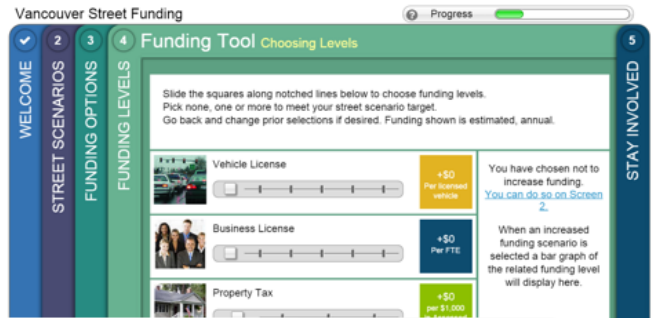 Vancouver Street Funding
Progress
WELCOME
2
STREET SCENARIOS
3
FUNDING OPTIONS
4
FUNDING LEVELS
Funding Tool Choosing Levels
5
STAY INVOLVED
Slide the squares along notched lines below to choose funding levels.
Pick none, one or more to meet your street scenario target.
Go back and change prior selections if desired. Funding shown is estimated, annual.
Vehicle License
+$0
Per licensed
vehicle
Business License
+$0
Per FTE
Property Tax
+$0
per $1,000
You have chosen not to
increase funding.
You can do so on Screen
2.
When an increased
funding scenario is
selected a bar graph of
the related funding level
will display here.